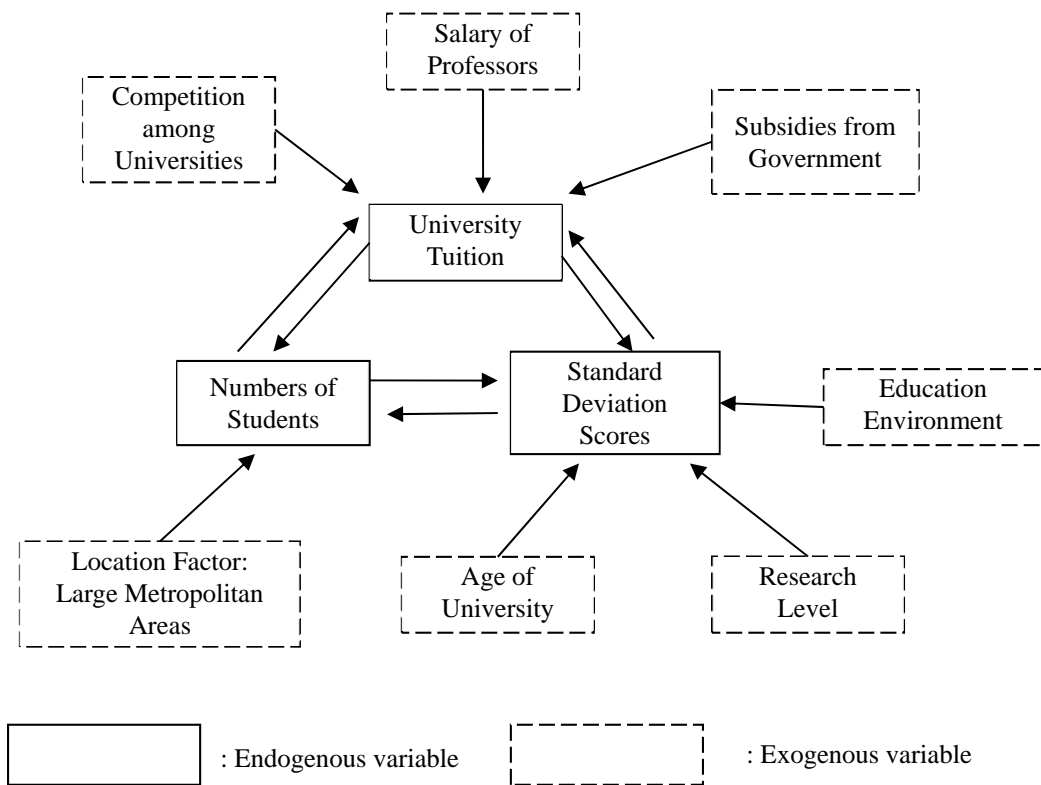 Salary of
Professors
Competition
among
Universities
Subsidies from
Government
University
Tuition
Numbers of
Students
Standard
Deviation
Scores
Education
Environment
Location Factor:
Large Metropolitan
Areas
Age of
University
Research
Level
: Endogenous variable
: Exogenous variable